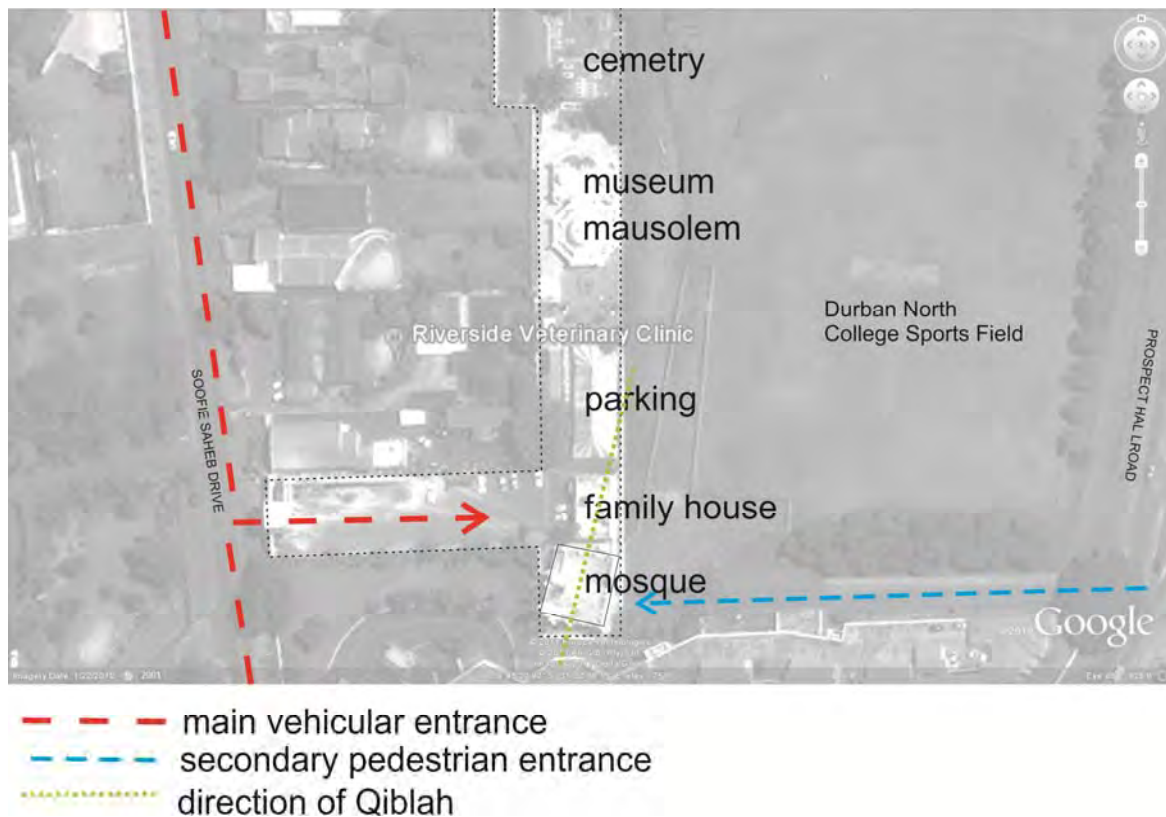 cemetry
museum
mausolem
Riverside Veterinary Clinic
Durban North
College Sports Field
parking
SOOFIE SAHEB DRIVE
PROSPECT HAL LROAD
family house
mosque
Google
main vehicular entrance
secondary pedestrian entrance
direction of Qiblah